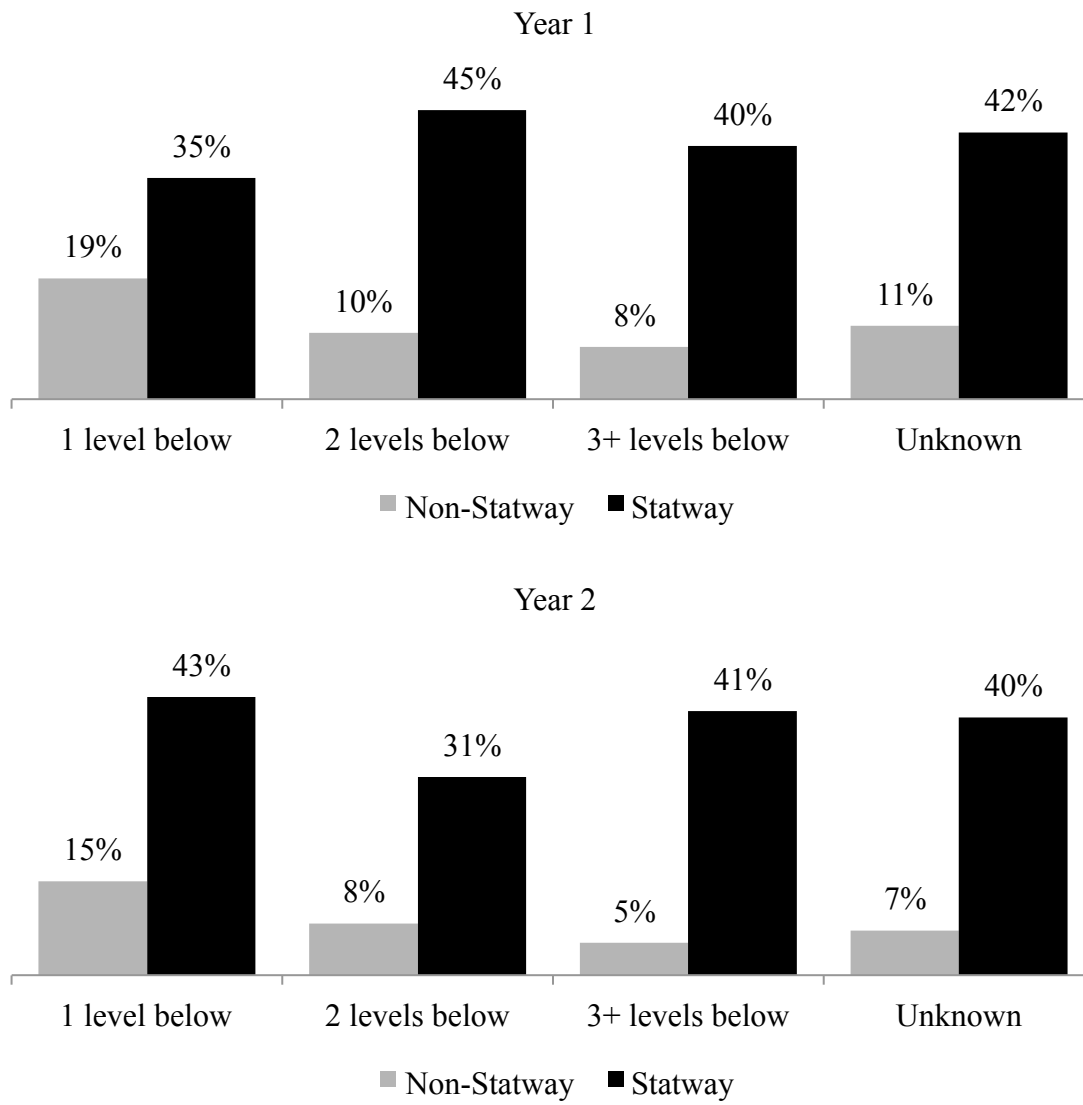 Year 1
45%
42%
40%
35%
19%
10%
8%
11%
1 level below
2 levels below
3+ levels below
Unknown
Non-Statway
Statway
Year 2
43%
41%
40%
31%
15%
8%
5%
7%
1 level below
2 levels below
3+ levels below
Unknown
Non-Statway
Statway